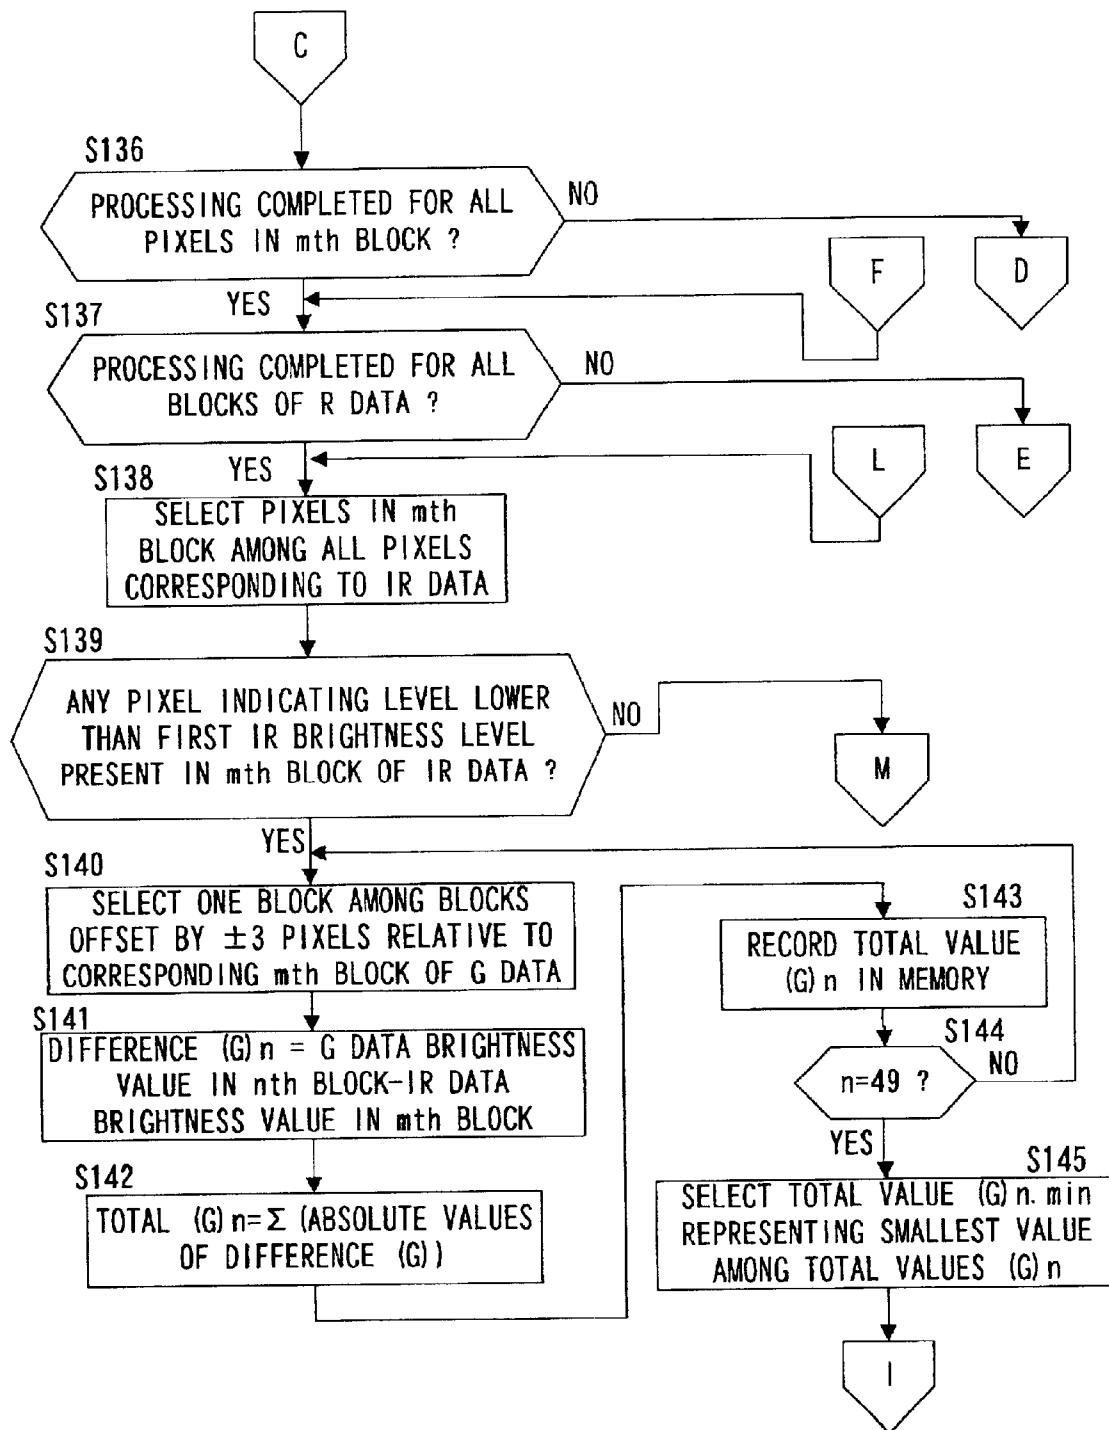 C
S136
PROCESSING COMPLETED FOR ALL
PIXELS IN mth BLOCK ?
NO
D
F
YES
S137
PROCESSING COMPLETED FOR ALL
BLOCKS OF R DATA ?
NO
E
L
YES
S138
SELECT PIXELS IN mth
BLOCK AMONG ALL PIXELS
CORRESPONDING TO IR DATA
S139
ANY PIXEL INDICATING LEVEL LOWER
THAN FIRST IR BRIGHTNESS LEVEL
PRESENT IN mth BLOCK OF IR DATA ?
NO
M
YES
S140
SELECT ONE BLOCK AMONG BLOCKS
OFFSET BY ±3 PIXELS RELATIVE TO
CORRESPONDING mth BLOCK OF G DATA
S141
DIFFERENCE (G)n = G DATA BRIGHTNESS
VALUE IN nth BLOCK-IR DATA
BRIGHTNESS VALUE IN mth BLOCK
S142
TOTAL (G)n=Σ (ABSOLUTE VALUES
OF DIFFERENCE (G))
S143
RECORD TOTAL VALUE
(G)n IN MEMORY
S144
n=49 ?
NO
YES
S145
SELECT TOTAL VALUE (G)n.min
REPRESENTING SMALLEST VALUE
AMONG TOTAL VALUES (G)n
I